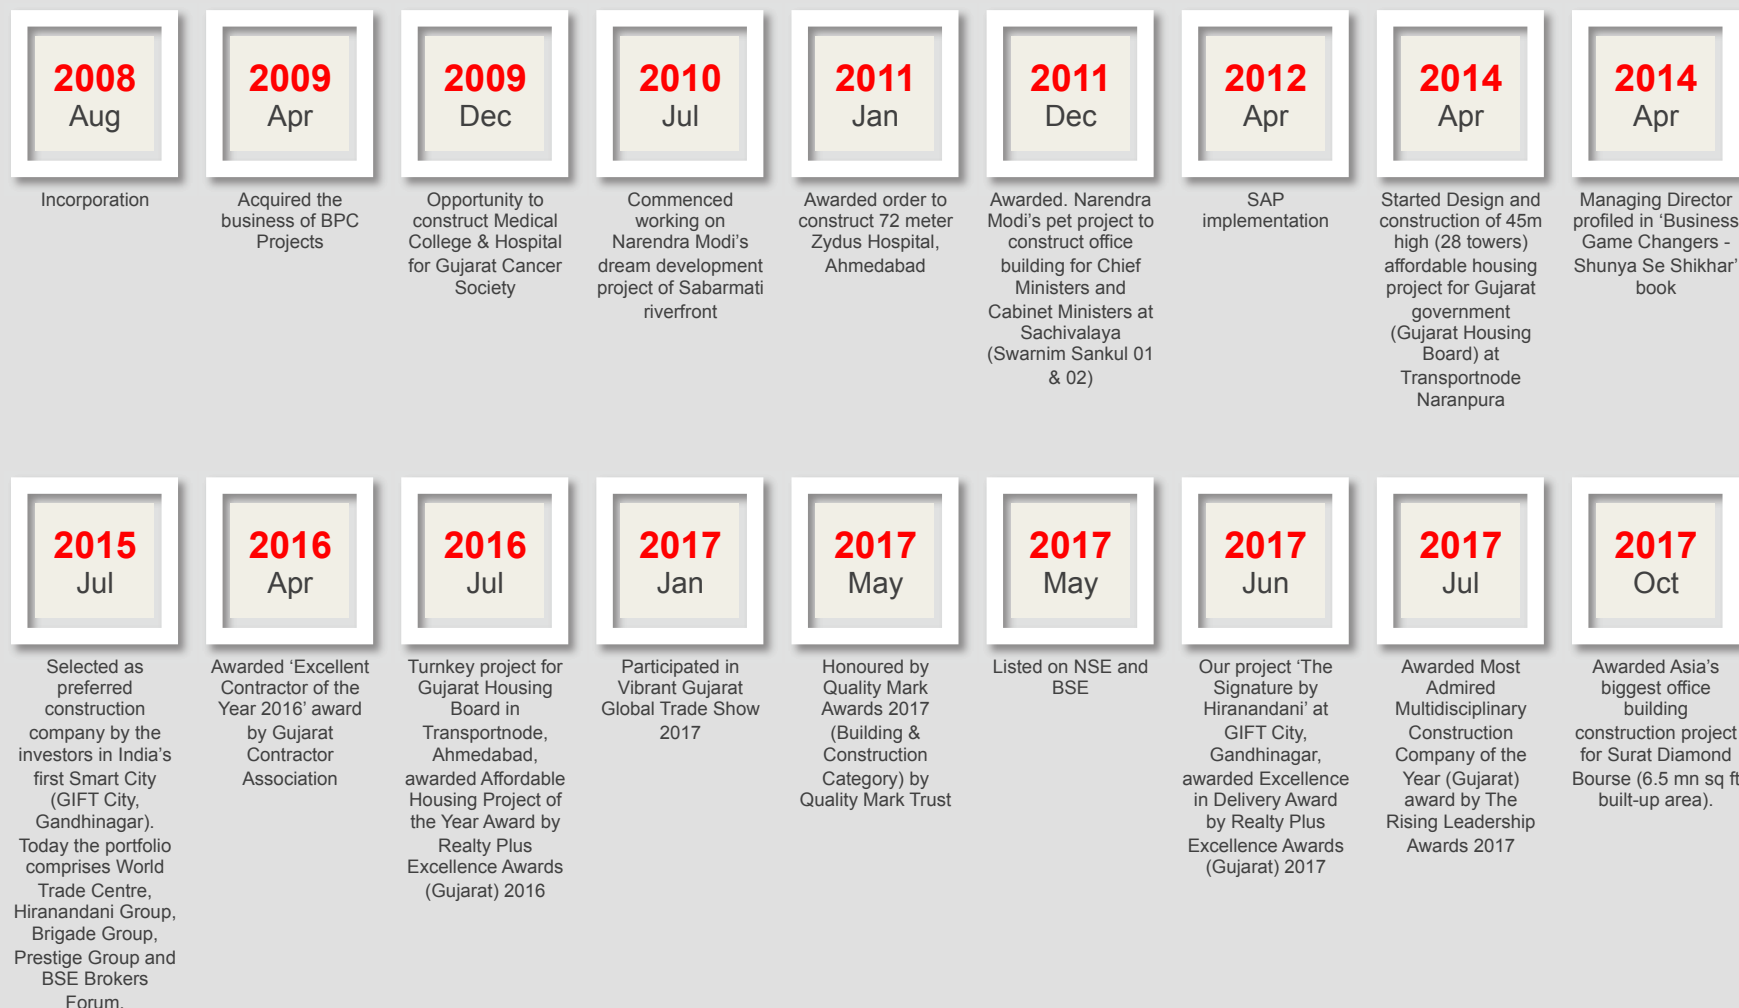 2008
Aug
Incorporation
2009
Apr
Acquired the
business of BPC
Projects
2009
Dec
Opportunity to
construct Medical
College & Hospital
for Gujarat Cancer
Society
2010
Jul
Commenced
working on
Narendra Modi’s
dream development
project of Sabarmati
riverfront
2011
Jan
Awarded order to
construct 72 meter
Zydus Hospital,
Ahmedabad
2011
Dec
Awarded. Narendra
Modi’s pet project to
construct office
building for Chief
Ministers and
Cabinet Ministers at
Sachivalaya
(Swarnim Sankul 01
& 02)
2012
Apr
SAP
implementation
2014
Apr
Started Design and
construction of 45m
high (28 towers)
affordable housing
project for Gujarat
government
(Gujarat Housing
Board) at
Transportnode
Naranpura
2014
Apr
Managing Director
profiled in ‘Business
Game Changers -
Shunya Se Shikhar’
book
2015
Jul
Selected as
preferred
construction
company by the
investors in India’s
first Smart City
(GIFT City,
Gandhinagar).
Today the portfolio
comprises World
Trade Centre,
Hiranandani Group,
Brigade Group,
Prestige Group and
BSE Brokers
Forum.
2016
Apr
Awarded ‘Excellent
Contractor of the
Year 2016’ award
by Gujarat
Contractor
Association
2016
Jul
Turnkey project for
Gujarat Housing
Board in
Transportnode,
Ahmedabad,
awarded Affordable
Housing Project of
the Year Award by
Realty Plus
Excellence Awards
(Gujarat) 2016
2017
Jan
Participated in
Vibrant Gujarat
Global Trade Show
2017
2017
May
Honoured by
Quality Mark
Awards 2017
(Building &
Construction
Category) by
Quality Mark Trust
2017
May
Listed on NSE and
BSE
2017
Jun
Our project ‘The
Signature by
Hiranandani’ at
GIFT City,
Gandhinagar,
awarded Excellence
in Delivery Award
by Realty Plus
Excellence Awards
(Gujarat) 2017
2017
Jul
Awarded Most
Admired
Multidisciplinary
Construction
Company of the
Year (Gujarat)
award by The
Rising Leadership
Awards 2017
2017
Oct
Awarded Asia’s
biggest office
building
construction project
for Surat Diamond
Bourse (6.5 mn sq ft
built-up area).